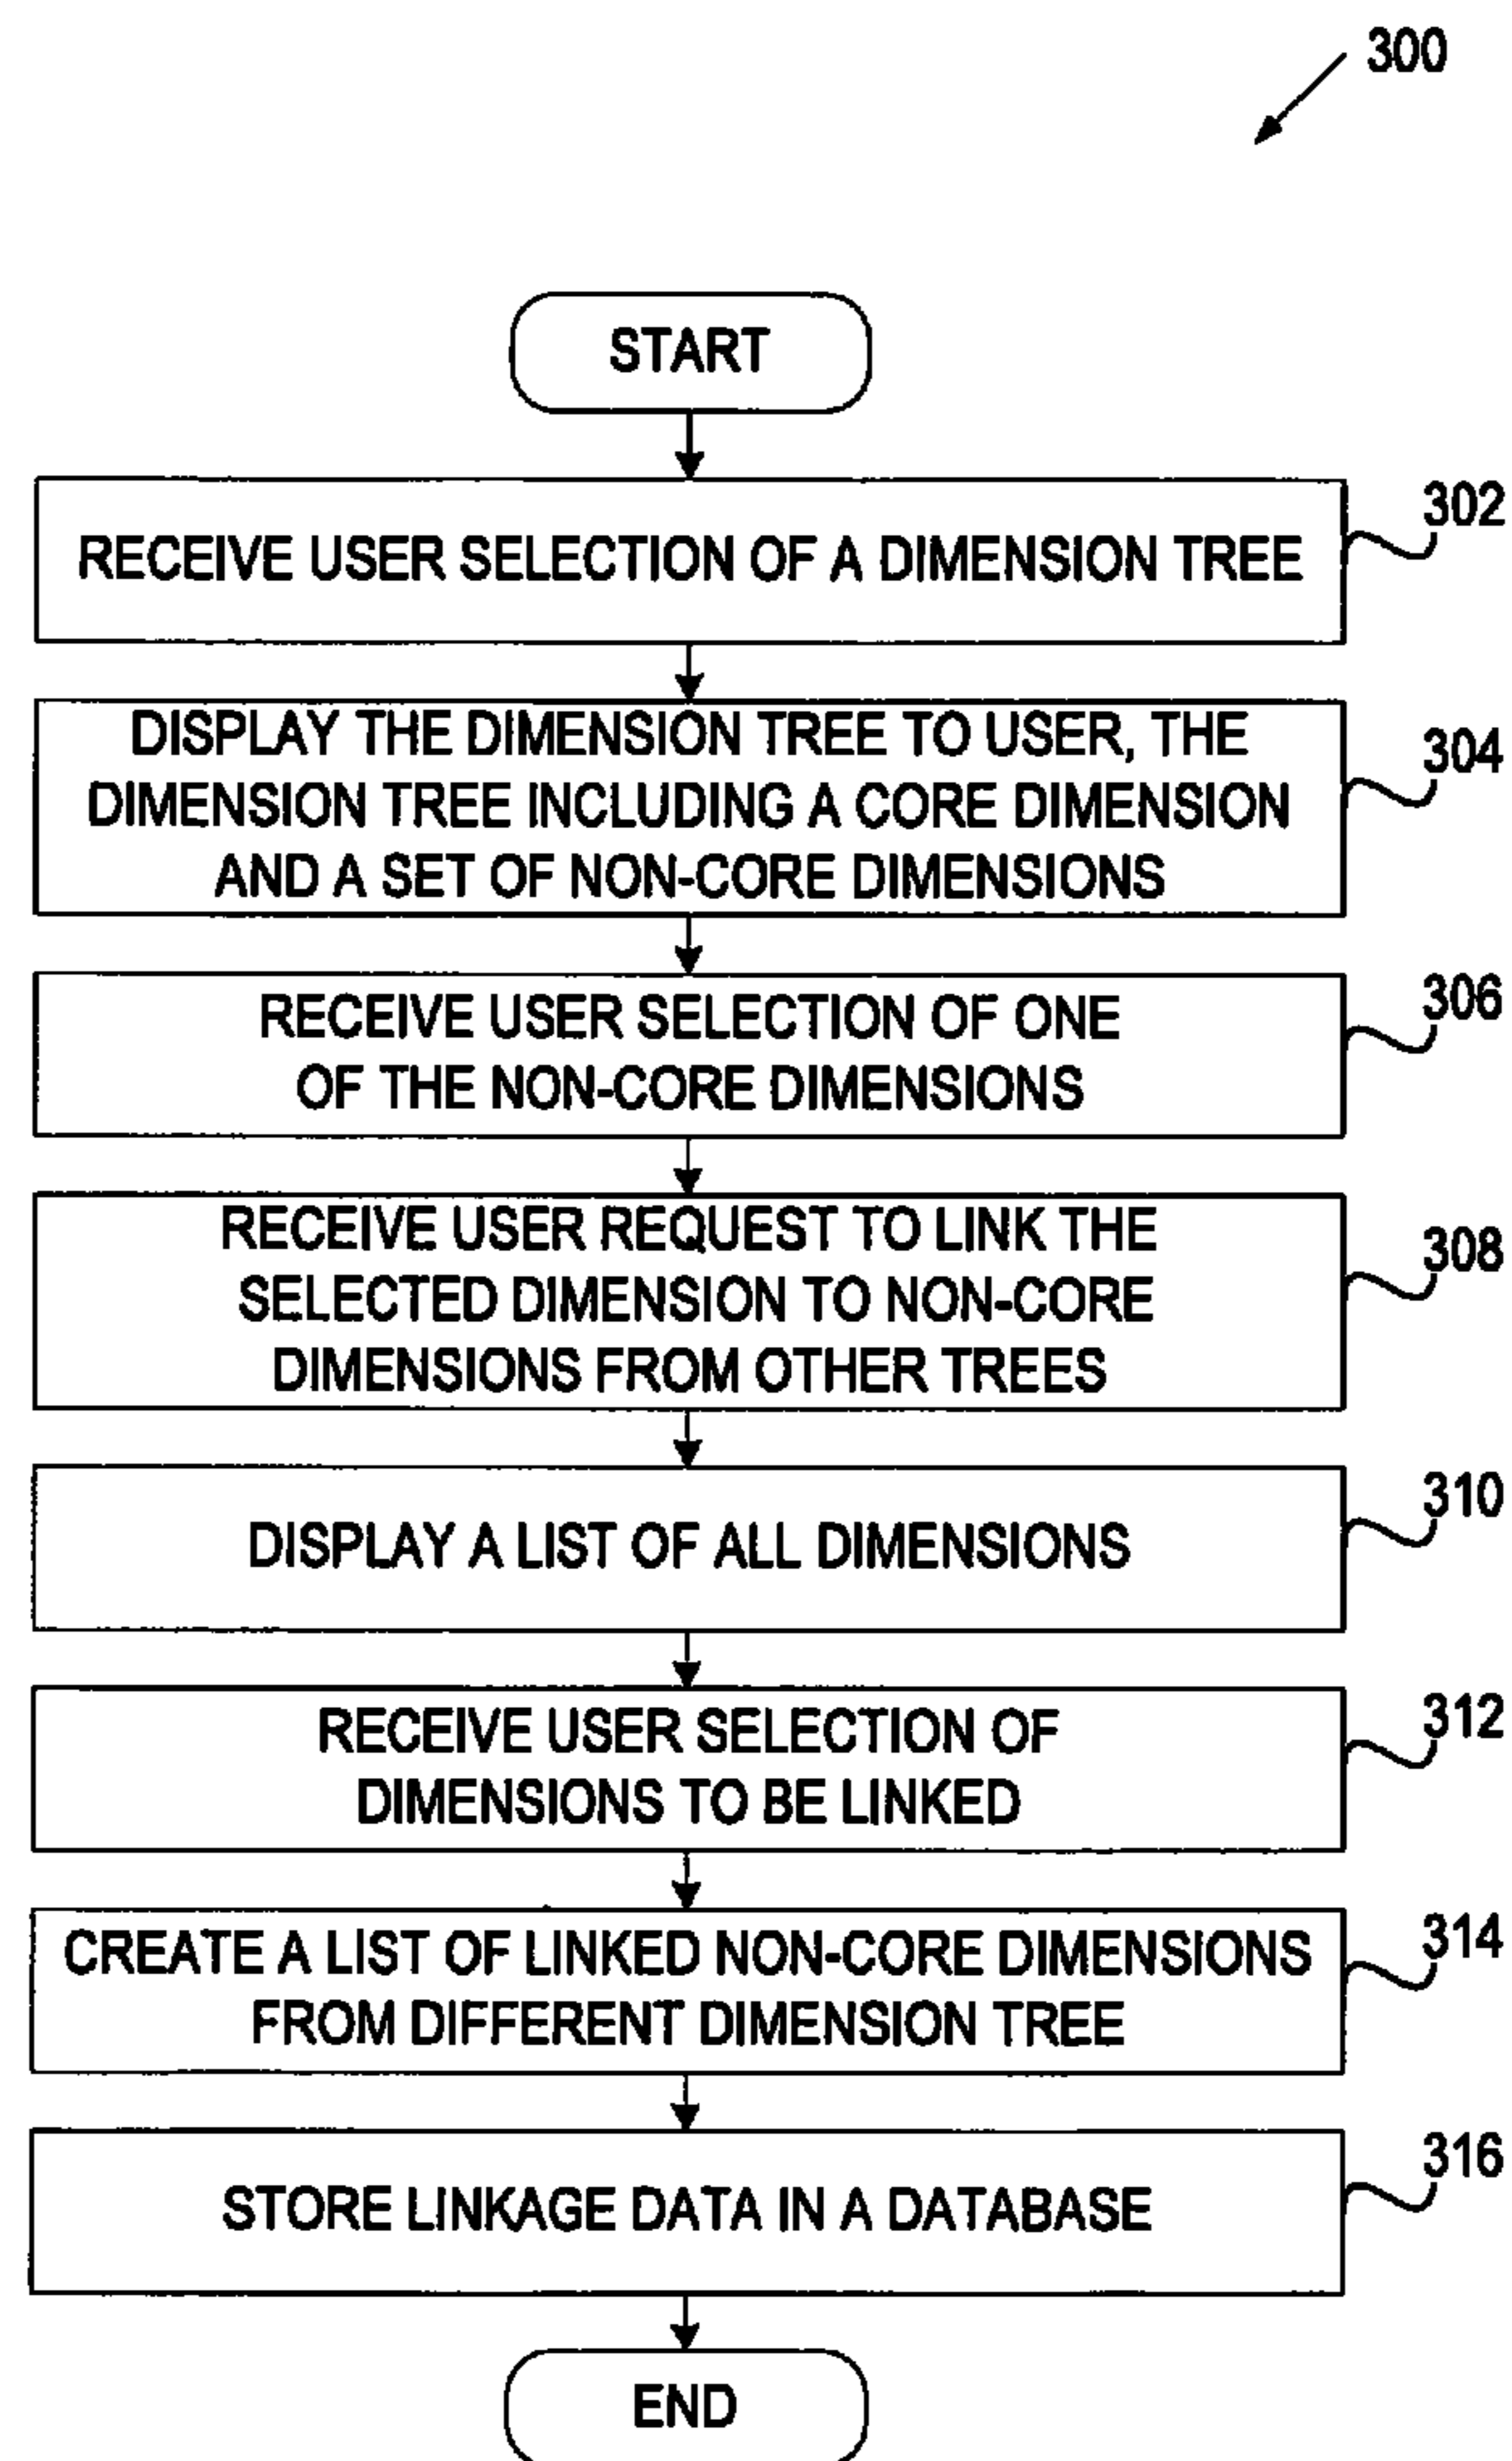 300
START
RECEIVE USER SELECTION OF A DIMENSION TREE
302
DISPLAY THE DIMENSION TREE TO USER, THE
DIMENSION TREE INCLUDING A CORE DIMENSION
AND A SET OF NON-CORE DIMENSIONS
304
RECEIVE USER SELECTION OF ONE
OF THE NON-CORE DIMENSIONS
306
RECEIVE USER REQUEST TO LINK THE
SELECTED DIMENSION TO NON-CORE
DIMENSIONS FROM OTHER TREES
308
DISPLAY A LIST OF ALL DIMENSIONS
310
RECEIVE USER SELECTION OF
DIMENSIONS TO BE LINKED
312
CREATE A LIST OF LINKED NON-CORE DIMENSIONS
FROM DIFFERENT DIMENSION TREE
314
STORE LINKAGE DATA IN A DATABASE
316
END